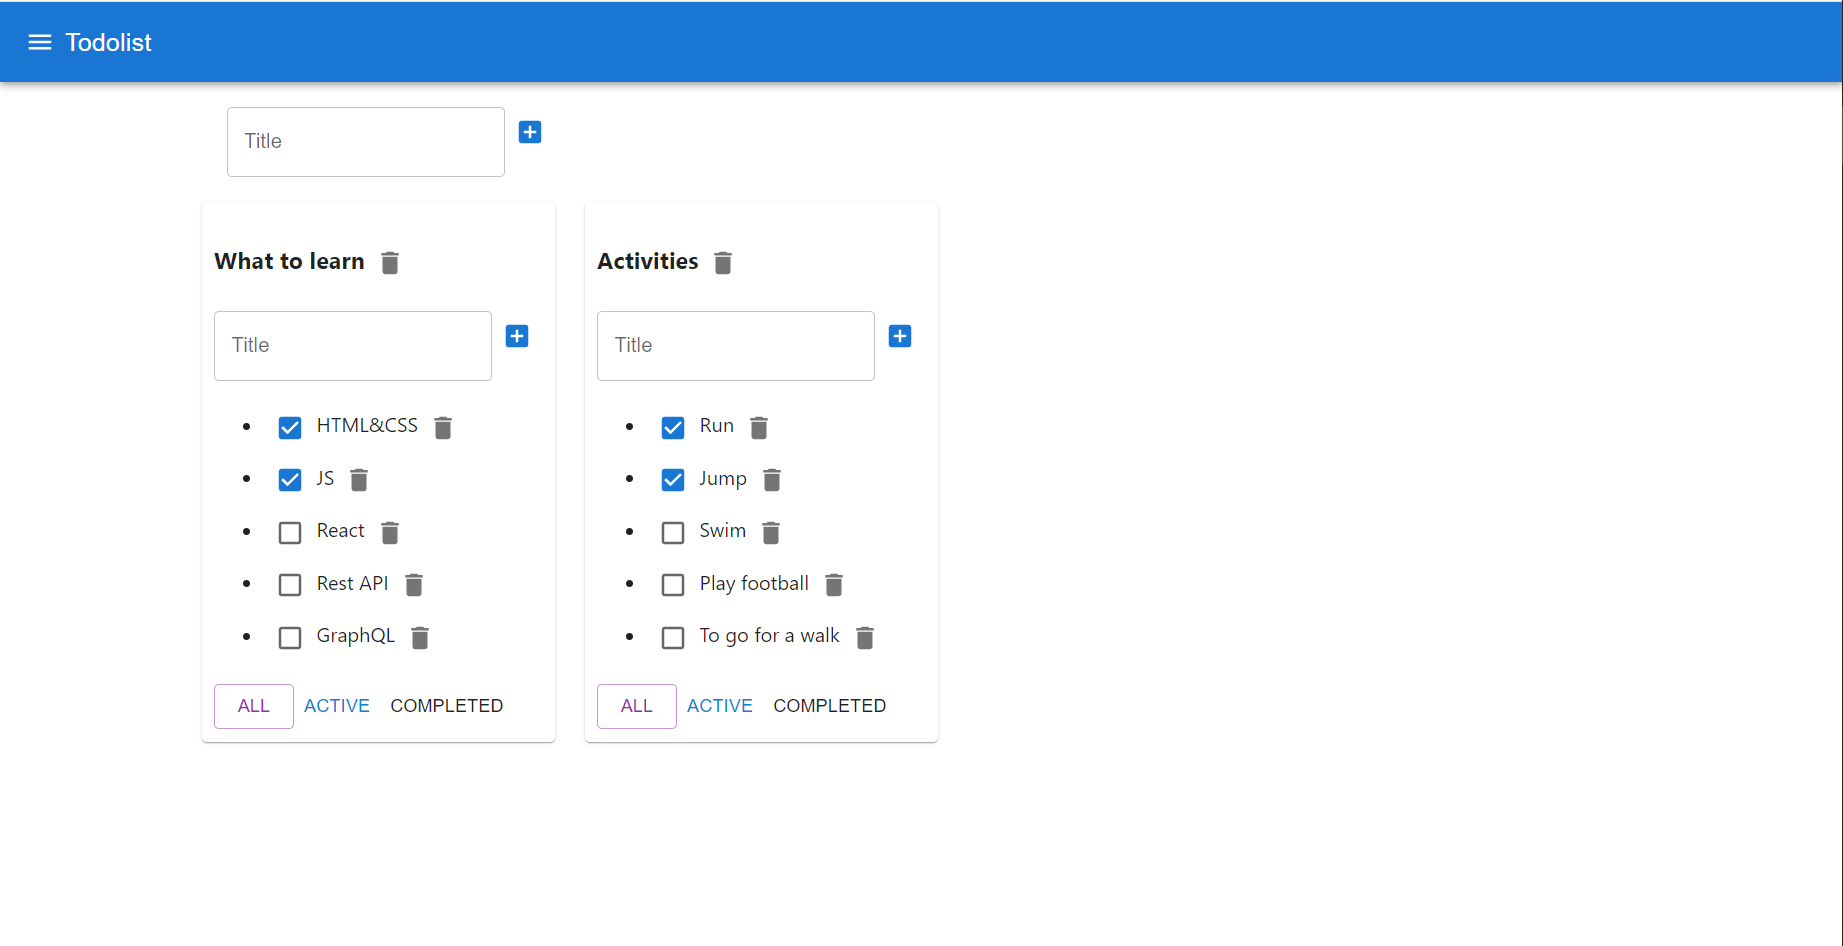 Todolist
Title
What to learn
Title
HTML&CSS
JS
React
Rest API
GraphQL
ALL ACTIVE COMPLETED
Activities
Title
Run
Jump
Swim
Play football
To go for a walk
ALL ACTIVE COMPLETED